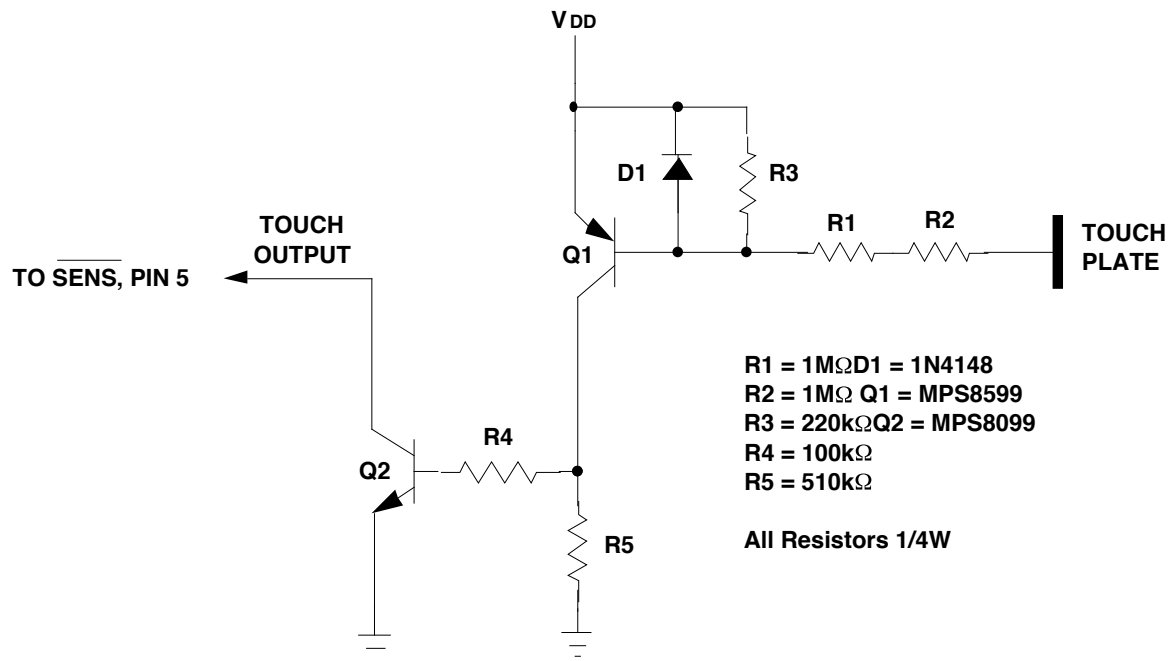 VDD
D1
R3
R1
R2
TOUCH
PLATE
Q1
TOUCH
OUTPUT
TO SENS, PIN 5
R1 = 1MΩD1 = 1N4148
R2 = 1MΩ Q1 = MPS8599
R3 = 220kΩQ2 = MPS8099
R4 = 100kΩ
R5 = 510kΩ
All Resistors 1/4W
R4
Q2
R5